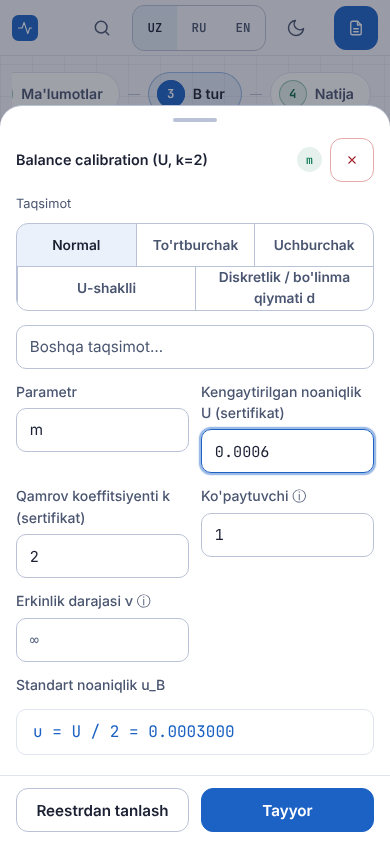 UZ RU EN
Ma'lumotlar 3 B tur 4 Natija
Balance calibration (U, k=2) m ×
Taqsimot
Normal To'rtburchak Uchburchak
U-shaklli Diskretlik / bo'linma
qiymati d
Boshqa taqsimot...
Parametr
m
Kengaytirilgan noaniqlik
U (sertifikat)
0.0006
Qamrov koeffitsiyenti k
(sertifikat)
2
Ko'paytuvchi ⓘ
1
Erkinlik darajasi ν ⓘ
∞
Standart noaniqlik u_B
u = U / 2 = 0.0003000
Reestrdan tanlash Tayyor